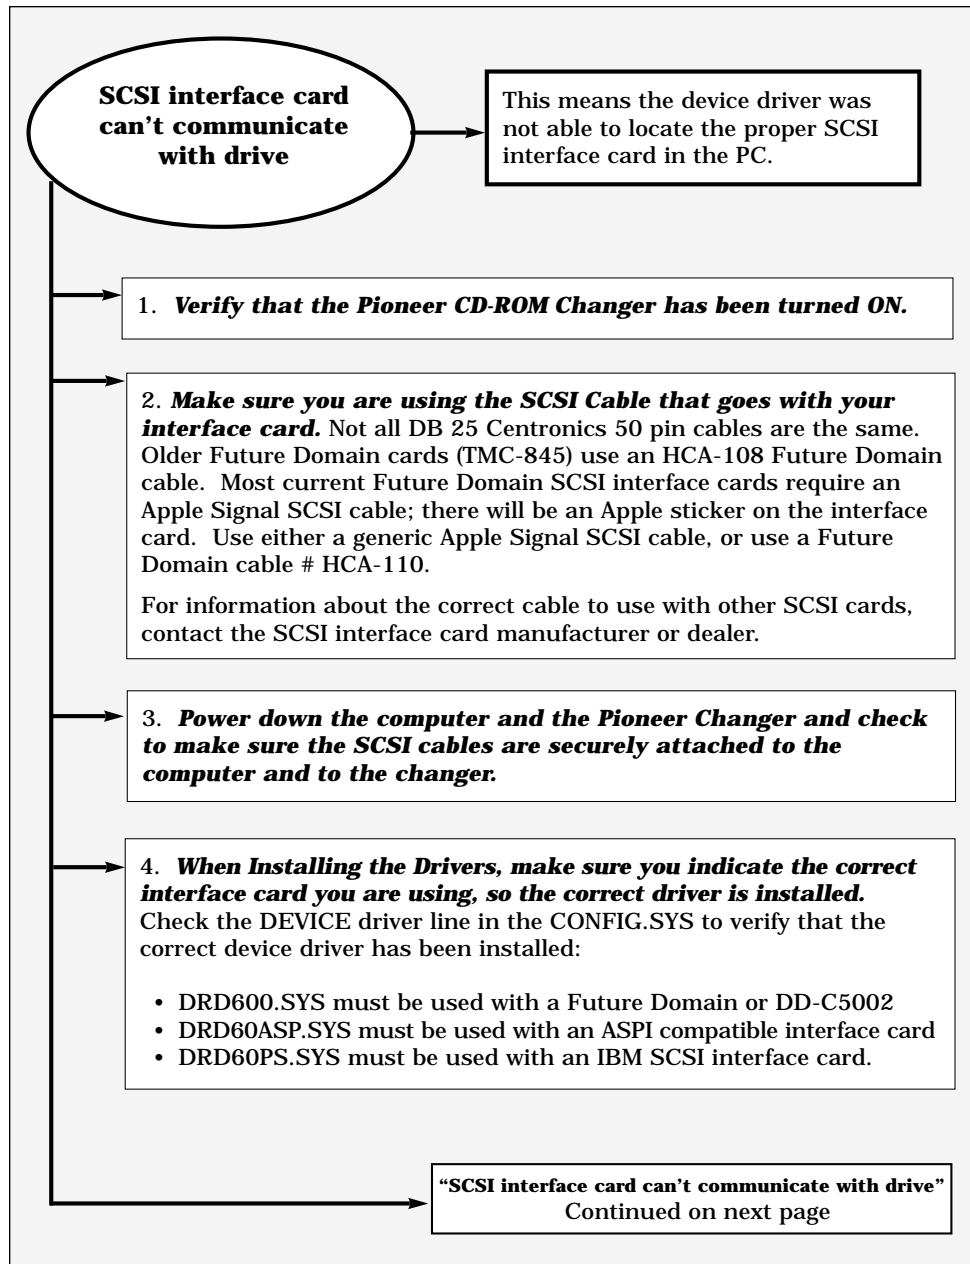 SCSI interface card
can't communicate
with drive
This means the device driver was
not able to locate the proper SCSI
interface card in the PC.
1. Verify that the Pioneer CD-ROM Changer has been turned ON.
2. Make sure you are using the SCSI Cable that goes with your
interface card. Not all DB 25 Centronics 50 pin cables are the same.
Older Future Domain cards (TMC-845) use an HCA-108 Future Domain
cable. Most current Future Domain SCSI interface cards require an
Apple Signal SCSI cable; there will be an Apple sticker on the interface
card. Use either a generic Apple Signal SCSI cable, or use a Future
Domain cable # HCA-110.
For information about the correct cable to use with other SCSI cards,
contact the SCSI interface card manufacturer or dealer.
3. Power down the computer and the Pioneer Changer and check
to make sure the SCSI cables are securely attached to the
computer and to the changer.
4. When Installing the Drivers, make sure you indicate the correct
interface card you are using, so the correct driver is installed.
Check the DEVICE driver line in the CONFIG.SYS to verify that the
correct device driver has been installed:
• DRD600.SYS must be used with a Future Domain or DD-C5002
• DRD60ASP.SYS must be used with an ASPI compatible interface card
• DRD60PS.SYS must be used with an IBM SCSI interface card.
“SCSI interface card can't communicate with drive”
Continued on next page